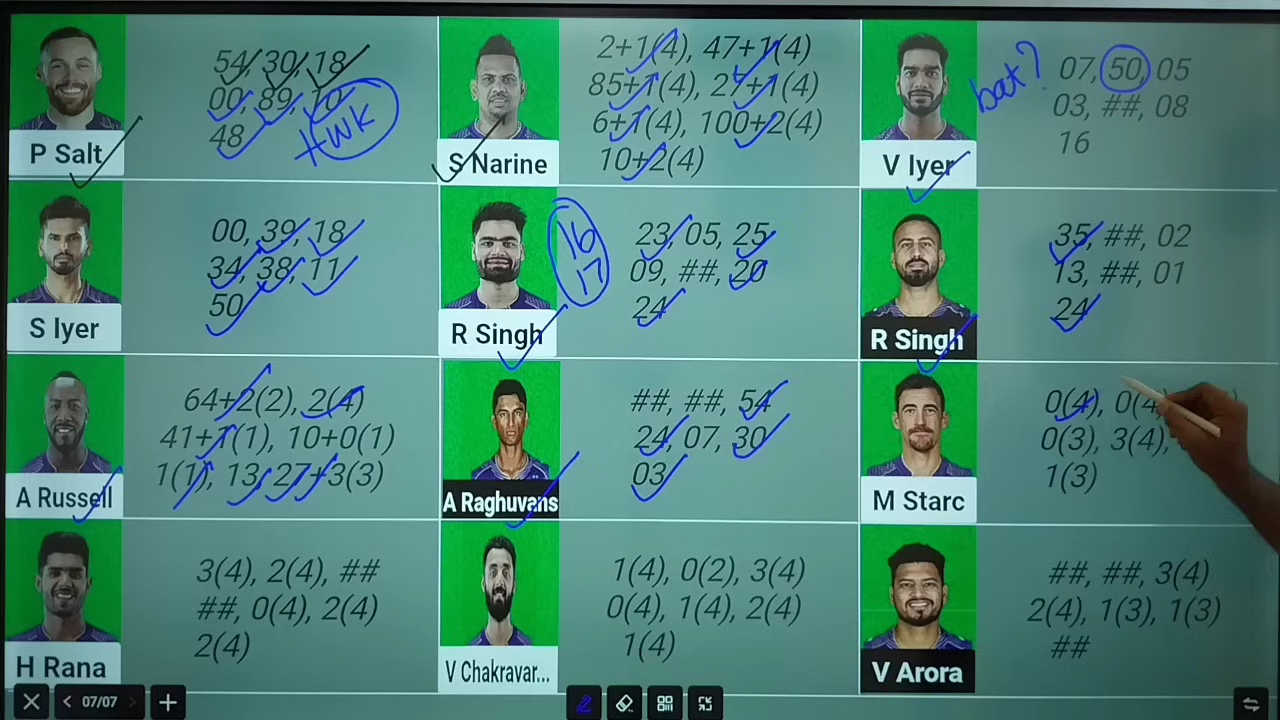 54, 30, 18
00, 89,
48
HWK
P Salt
2+1(4), 47+1(4)
85+1(4), 27+1(4)
6+1(4), 100+2(4)
10+2(4)
S Narine
bat?
07, 50, 05
03, ##, 08
16
V Iyer
00, 39, 18
34, 38, 11
50
S Iyer
16
17
23, 05, 25
09, ##, 20
24
R Singh
35, ##, 02
13, ##, 01
24
R Singh
64+2(2), 2(4)
41+1(1), 10+0(1)
1(1), 13, 27+3(3)
A Russell
##, ##, 54
24, 07, 30
03
A Raghuvans
0(4), 0(4)
0(3), 3(4),
1(3)
M Starc
3(4), 2(4), ##
##, 0(4), 2(4)
2(4)
H Rana
1(4), 0(2), 3(4)
0(4), 1(4), 2(4)
1(4)
V Chakravar...
##, ##, 3(4)
2(4), 1(3), 1(3)
##
V Arora
07/07